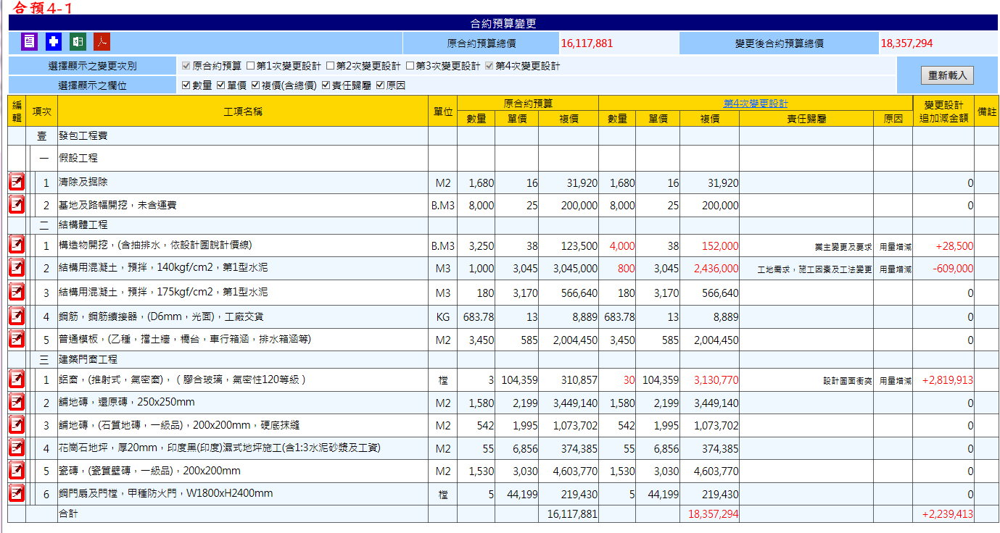 合預4-1
合約預算變更
原合約預算總價 16,117,881 變更後合約預算總價 18,357,294
選擇顯示之變更次別 原合約預算 第1次變更設計 第2次變更設計 第3次變更設計 第4次變更設計
選擇顯示之欄位 數量 單價 複價(含總價) 責任歸屬 原因
重新載入
編輯 項次 工項名稱 單位 原合約預算 第4次變更設計 變更設計追加減金額 備註
數量 單價 複價 數量 單價 複價 責任歸屬 原因
壹 發包工程費
一 假設工程
1 清除及掘除 M2 1,680 16 31,920 1,680 16 31,920 0
2 基地及路幅開挖，未含運費 B.M3 8,000 25 200,000 8,000 25 200,000 0
二 結構體工程
1 構造物開挖，(含抽排水，依設計圖說計價線) B.M3 3,250 38 123,500 4,000 38 152,000 業主變更及要求 用量增減 +28,500
2 結構用混凝土，預拌，140kgf/cm2，第1型水泥 M3 1,000 3,045 3,045,000 800 3,045 2,436,000 工地需求，施工因素及工法變更 用量增減 -609,000
3 結構用混凝土，預拌，175kgf/cm2，第1型水泥 M3 180 3,170 566,640 180 3,170 566,640 0
4 鋼筋，鋼筋續接器，(D6mm，光面)，工廠交貨 KG 683.78 13 8,889 683.78 13 8,889 0
5 普通模板，(乙種，擋土牆，橋台，車行箱涵，排水箱涵等) M2 3,450 585 2,004,450 3,450 585 2,004,450 0
三 建築門窗工程
1 鋁窗，(推射式，氣密窗)，（膠合玻璃，氣密性120等級） 樘 3 104,359 310,857 30 104,359 3,130,770 設計圖面衝突 用量增減 +2,819,913
2 舖地磚，還原磚，250x250mm M2 1,580 2,199 3,449,140 1,580 2,199 3,449,140 0
3 舖地磚，(石質地磚，一級品)，200x200mm，硬底抹縫 M2 542 1,995 1,073,702 542 1,995 1,073,702 0
4 花崗石地坪，厚20mm，印度黑(印度)濕式地坪施工(含1:3水泥砂漿及工資) M2 55 6,856 374,385 55 6,856 374,385 0
5 瓷磚，(瓷質壁磚，一級品)，200x200mm M2 1,530 3,030 4,603,770 1,530 3,030 4,603,770 0
6 鋼門扇及門樘，甲種防火門，W1800xH2400mm 樘 5 44,199 219,430 5 44,199 219,430 0
合計 16,117,881 18,357,294 +2,239,413